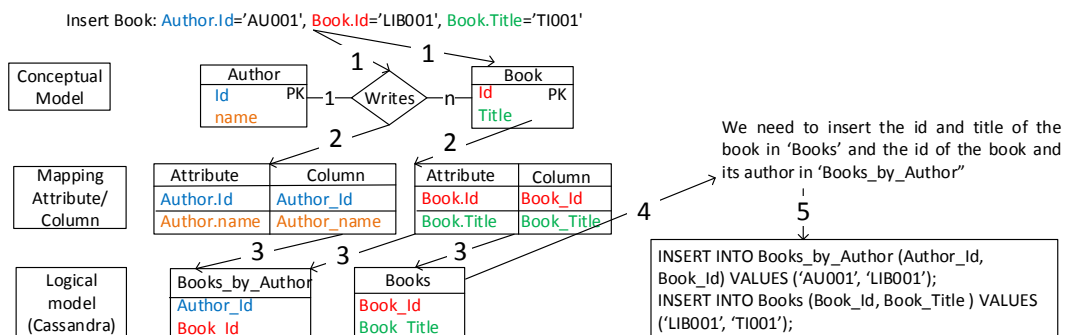 Insert Book: Author.Id='AU001', Book.Id='LIB001', Book.Title='TI001'
1
1
Conceptual
Model
Author
Id PK
name
1
Writes
n
Book
Id PK
Title
2
2
We need to insert the id and title of the
book in 'Books' and the id of the book and
its author in 'Books_by_Author”
Mapping
Attribute/
Column
Attribute Column
Author.Id Author_Id
Author.name Author_name
Attribute Column
Book.Id Book_Id
Book.Title Book_Title
4
5
3
3
3
Logical
model
(Cassandra)
Books_by_Author
Author_Id
Book_Id
Books
Book_Id
Book_Title
INSERT INTO Books_by_Author (Author_Id,
Book_Id) VALUES ('AU001', 'LIB001');
INSERT INTO Books (Book_Id, Book_Title ) VALUES
('LIB001', 'TI001');